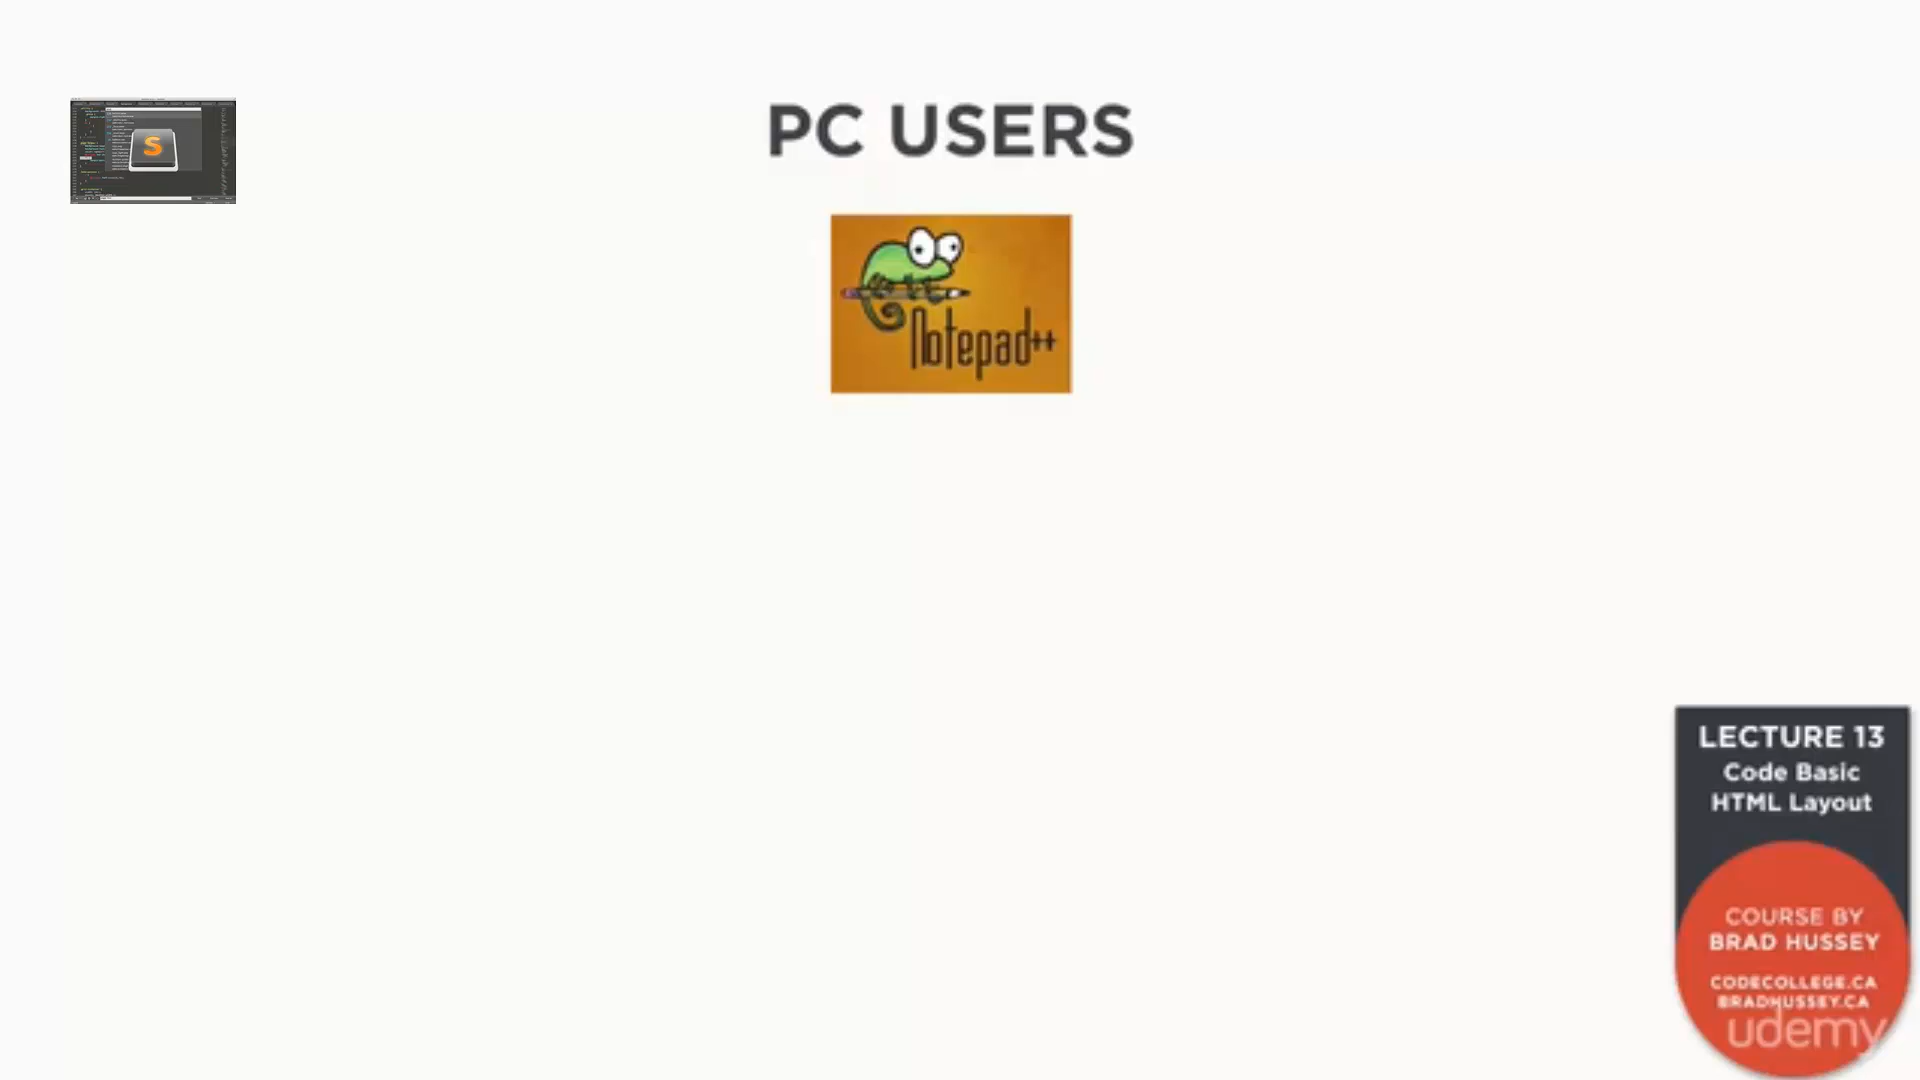 PC USERS
S
Notepad++
LECTURE 13
Code Basic
HTML Layout
COURSE BY
BRAD HUSSEY
CODECOLLEGE.CA
BRADHUSSEY.CA
udemy